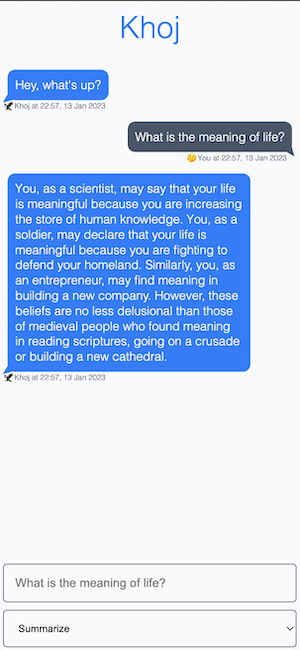 Khoj
Hey, what's up?
Khoj at 22:57, 13 Jan 2023
What is the meaning of life?
You at 22:57, 13 Jan 2023
You, as a scientist, may say that your life
is meaningful because you are increasing
the store of human knowledge. You, as a
soldier, may declare that your life is
meaningful because you are fighting to
defend your homeland. Similarly, you, as
an entrepreneur, may find meaning in
building a new company. However, these
beliefs are no less delusional than those
of medieval people who found meaning
in reading scriptures, going on a crusade
or building a new cathedral.
Khoj at 22:57, 13 Jan 2023
What is the meaning of life?
Summarize